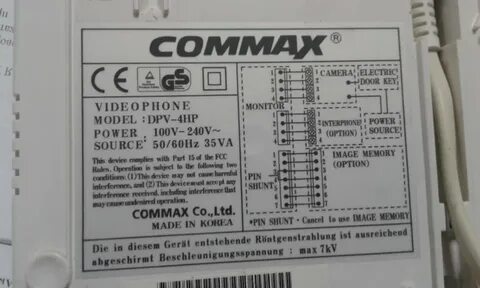 COMMAX®
CE GS
VIDEOPHONE
MODEL : DPV-4HP
POWER : 100V-240V~
SOURCE : 50/60Hz 35VA
This device complies with Part 15 of the FCC
Rules. Operation is subject to the following two
conditions: (1) This device may not cause harmful
interference, and (2) This device must accept any
interference received, including interference that
may cause undesired operation.
COMMAX Co.,Ltd.
MADE IN KOREA
MONITOR
CAMERA
ELECTRIC
DOOR KEY
INTERPHONE
(OPTION)
POWER
SOURCE
PIN
SHUNT
IMAGE MEMORY
(OPTION)
*PIN SHUNT - Cancel to use IMAGE MEMORY
Die in diesem Gerät entstehende Röntgenstrahlung ist ausreichend
abgeschirmt Beschleunigungsspannung : max 7kV